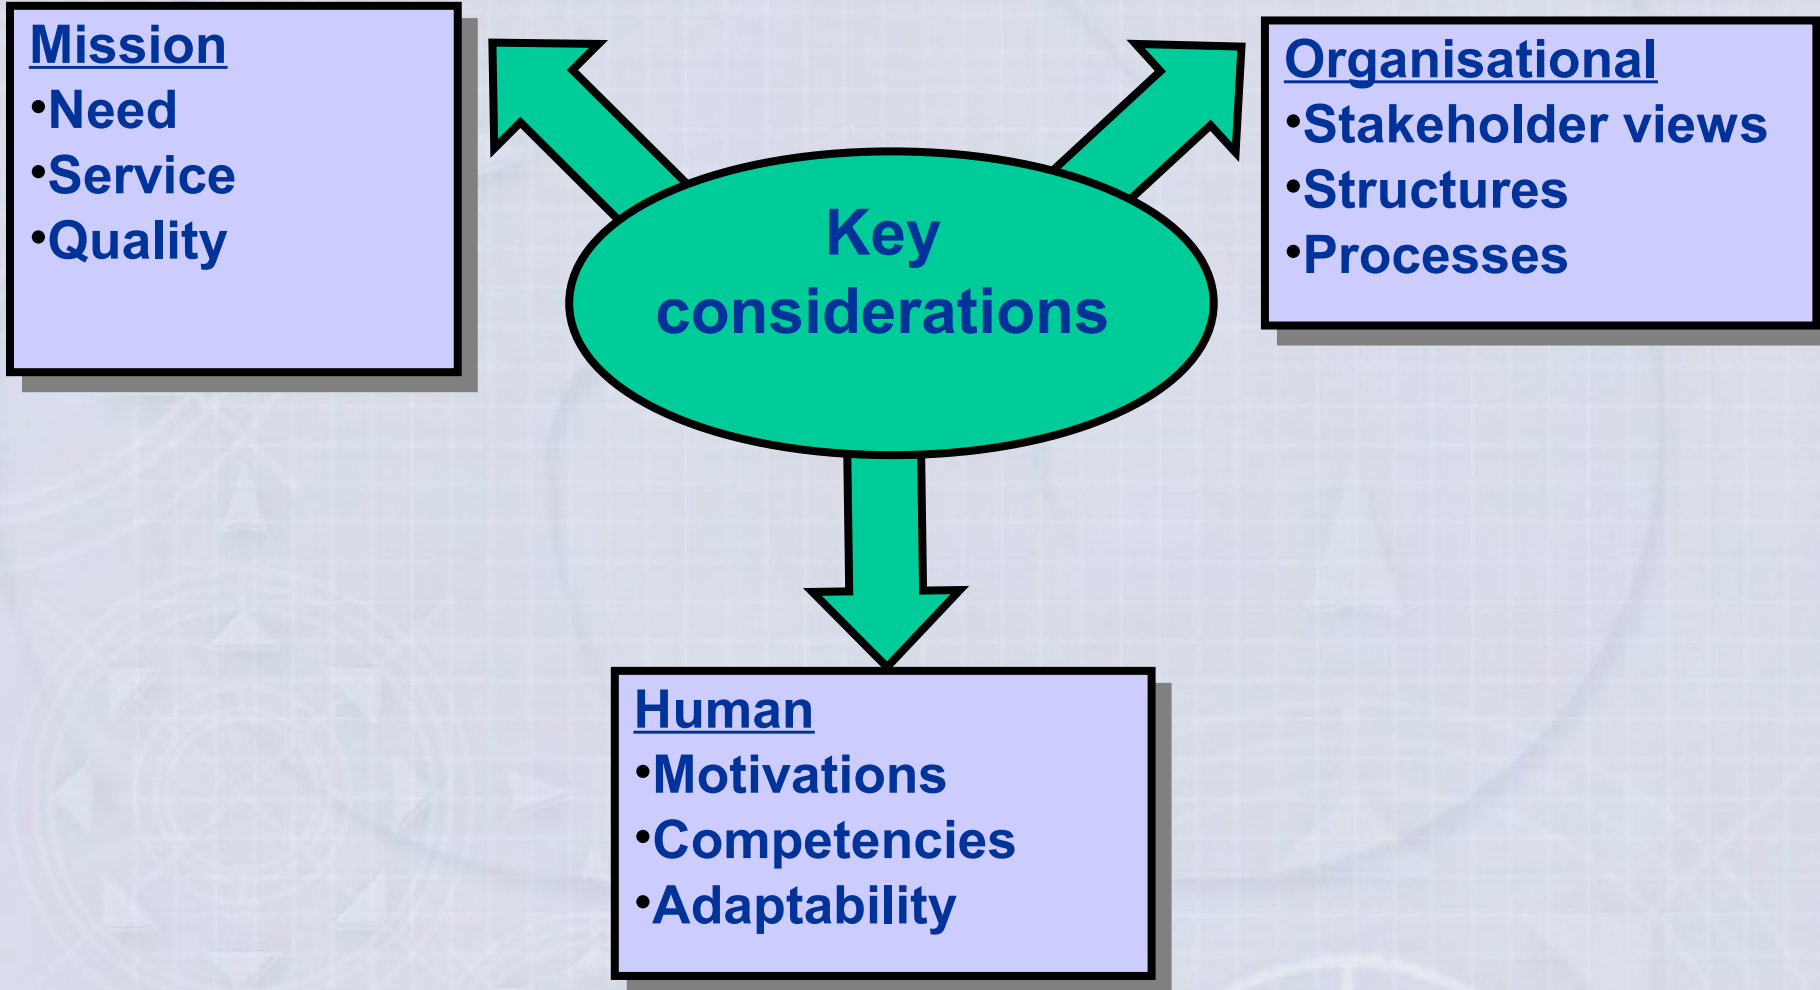 Mission
•Need
•Service
•Quality
Key
considerations
Organisational
•Stakeholder views
•Structures
•Processes
Human
•Motivations
•Competencies
•Adaptability